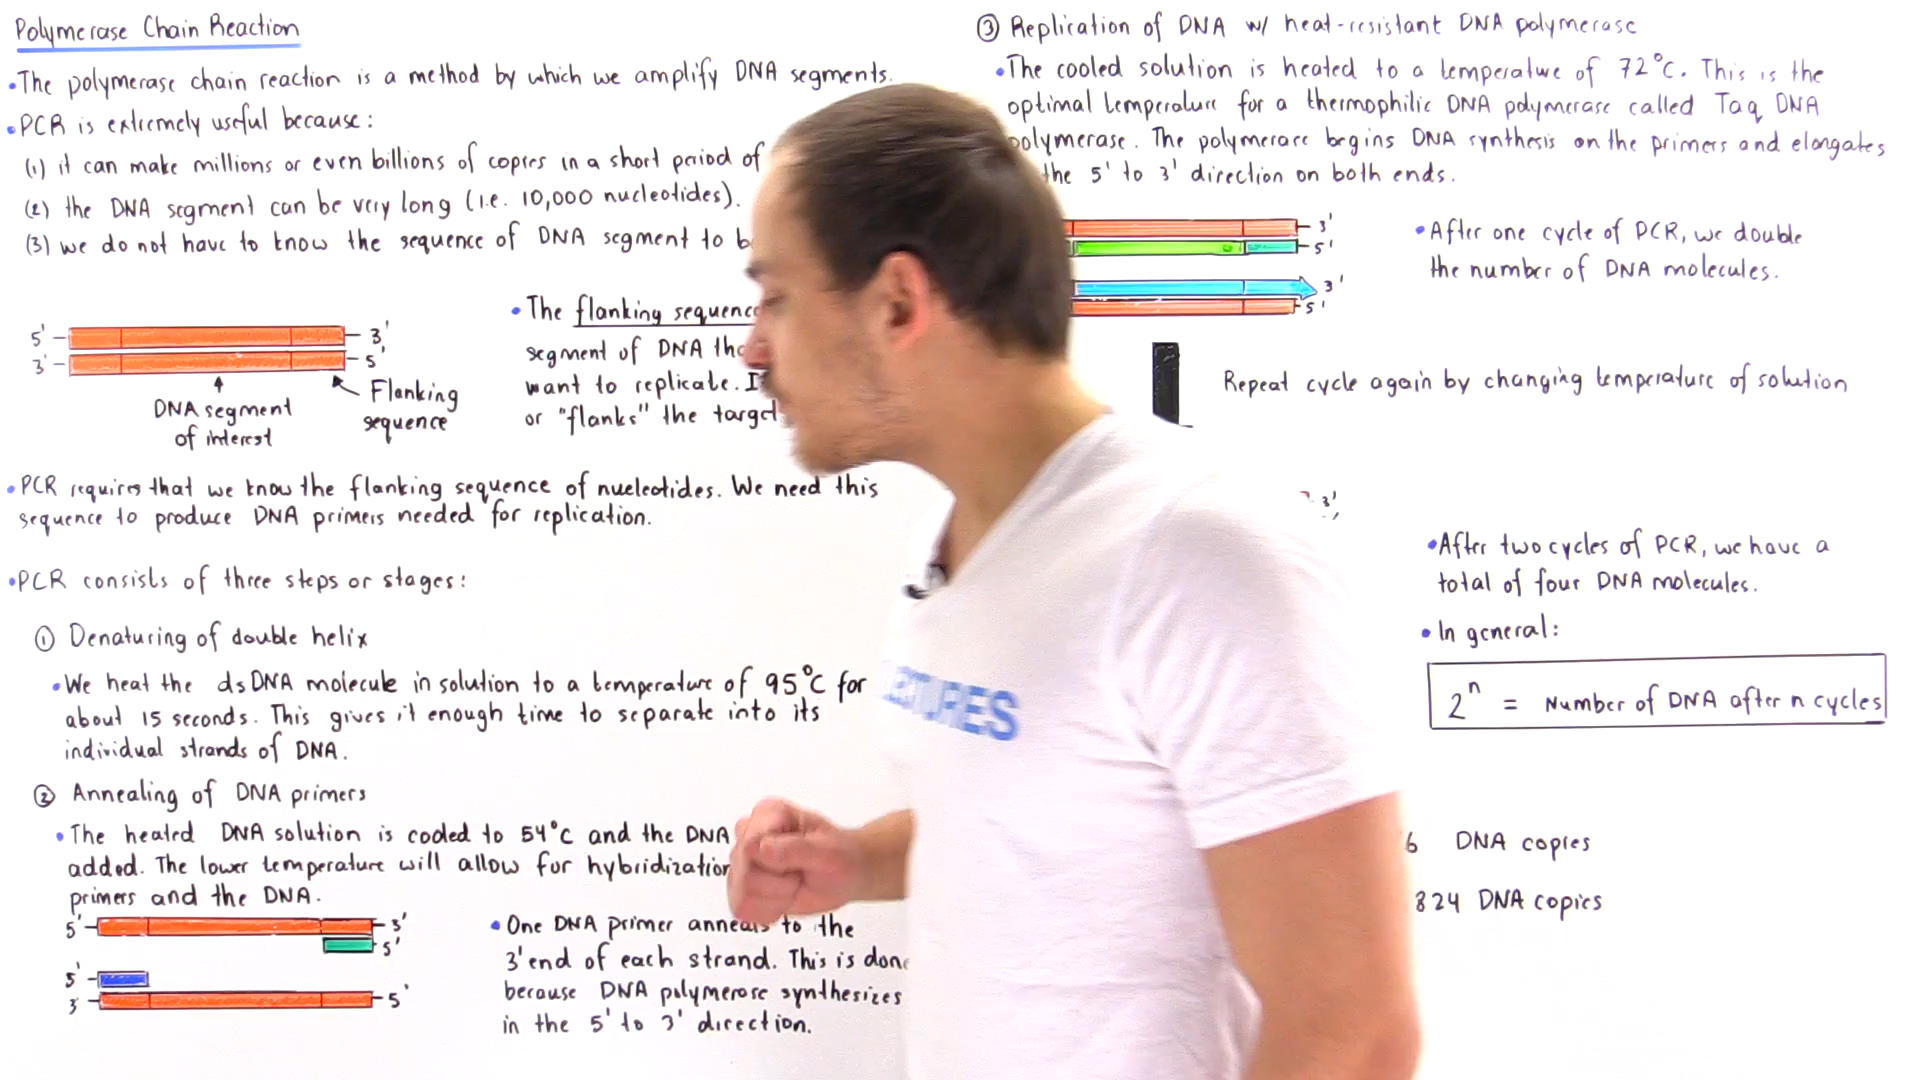 Polymerase Chain Reaction
•The polymerase chain reaction is a method by which we amplify DNA segments.
•PCR is extremely useful because:
(1) it can make millions or even billions of copies in a short period of
(2) the DNA segment can be very long (i.e. 10,000 nucleotides).
(3) we do not have to know the sequence of DNA segment to b
5' 3'
3' 5'
DNA segment
of interest
Flanking
sequence
•The flanking sequence
segment of DNA tha
want to replicate. I
or "flanks" the target
•PCR requires that we know the flanking sequence of nucleotides. We need this
sequence to produce DNA primers needed for replication.
•PCR consists of three steps or stages:
① Denaturing of double helix
•We heat the dsDNA molecule in solution to a temperature of 95°C for
about 15 seconds. This gives it enough time to separate into its
individual strands of DNA.
② Annealing of DNA primers
•The heated DNA solution is cooled to 54°C and the DNA
added. The lower temperature will allow for hybridization
primers and the DNA.
5' 3'
5'
5'
3' 5'
•One DNA primer anneals to the
3' end of each strand. This is done
because DNA polymerase synthesizes
in the 5' to 3' direction.
③ Replication of DNA w/ heat-resistant DNA polymerase
•The cooled solution is heated to a temperature of 72°C. This is the
optimal temperature for a thermophilic DNA polymerase called Taq DNA
polymerase. The polymerase begins DNA synthesis on the primers and elongates
the 5' to 3' direction on both ends.
3'
5'
3'
5'
•After one cycle of PCR, we double
the number of DNA molecules.
Repeat cycle again by changing temperature of solution
3'
•After two cycles of PCR, we have a
total of four DNA molecules.
•In general:
2ⁿ = Number of DNA after n cycles
6 DNA copies
824 DNA copies
LECTURES